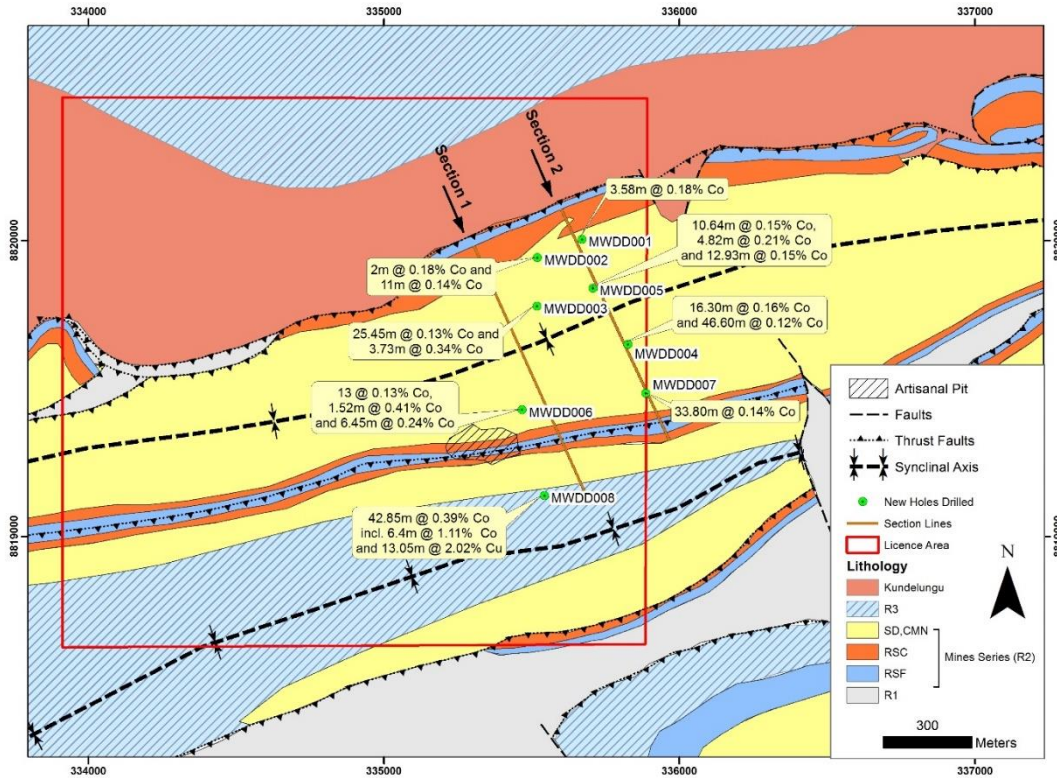 334000
335000
336000
337000
8820000
8820000
8819000
8819000
Section 1
Section 2
3.58m @ 0.18% Co
MWDD001
10.64m @ 0.15% Co,
4.82m @ 0.21% Co
and 12.93m @ 0.15% Co
MWDD002
2m @ 0.18% Co and
11m @ 0.14% Co
MWDD005
MWDD003
25.45m @ 0.13% Co and
3.73m @ 0.34% Co
16.30m @ 0.16% Co
and 46.60m @ 0.12% Co
MWDD004
13 @ 0.13% Co,
1.52m @ 0.41% Co
and 6.45m @ 0.24% Co
MWDD006
MWDD007
33.80m @ 0.14% Co
MWDD008
42.85m @ 0.39% Co
incl. 6.4m @ 1.11% Co
and 13.05m @ 2.02% Cu
Artisanal Pit
Faults
Thrust Faults
Synclinal Axis
New Holes Drilled
Section Lines
Licence Area
N
Lithology
Kundelungu
R3
SD,CMN
RSC
RSF
R1
Mines Series (R2)
300
Meters
334000
335000
336000
337000